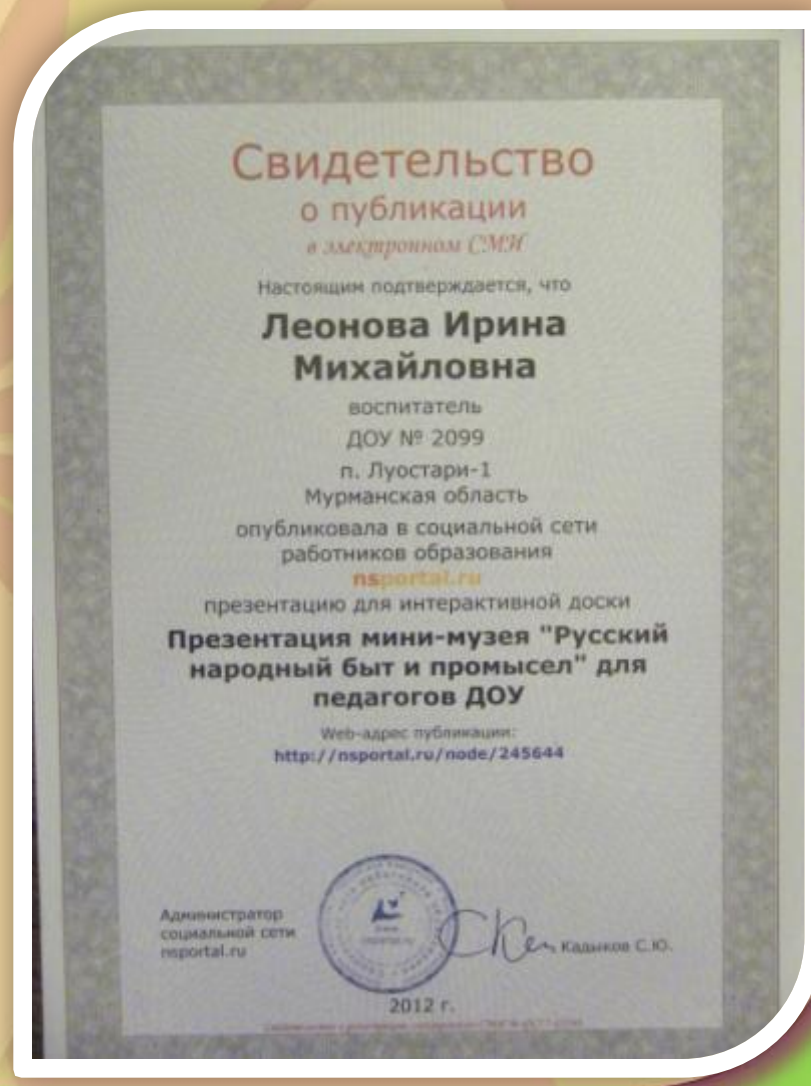 Свидетельство
о публикации
в электронном СМИ
Настоящим подтверждается, что
Леонова Ирина
Михайловна
воспитатель
ДОУ № 2099
п. Луостари-1
Мурманская область
опубликовала в социальной сети
работников образования
nsportal.ru
презентацию для интерактивной доски
Презентация мини-музея "Русский
народный быт и промысел" для
педагогов ДОУ
Web-адрес публикации:
http://nsportal.ru/node/245644
Администратор
социальной сети
nsportal.ru
Кадыков С.Ю.
2012 г.